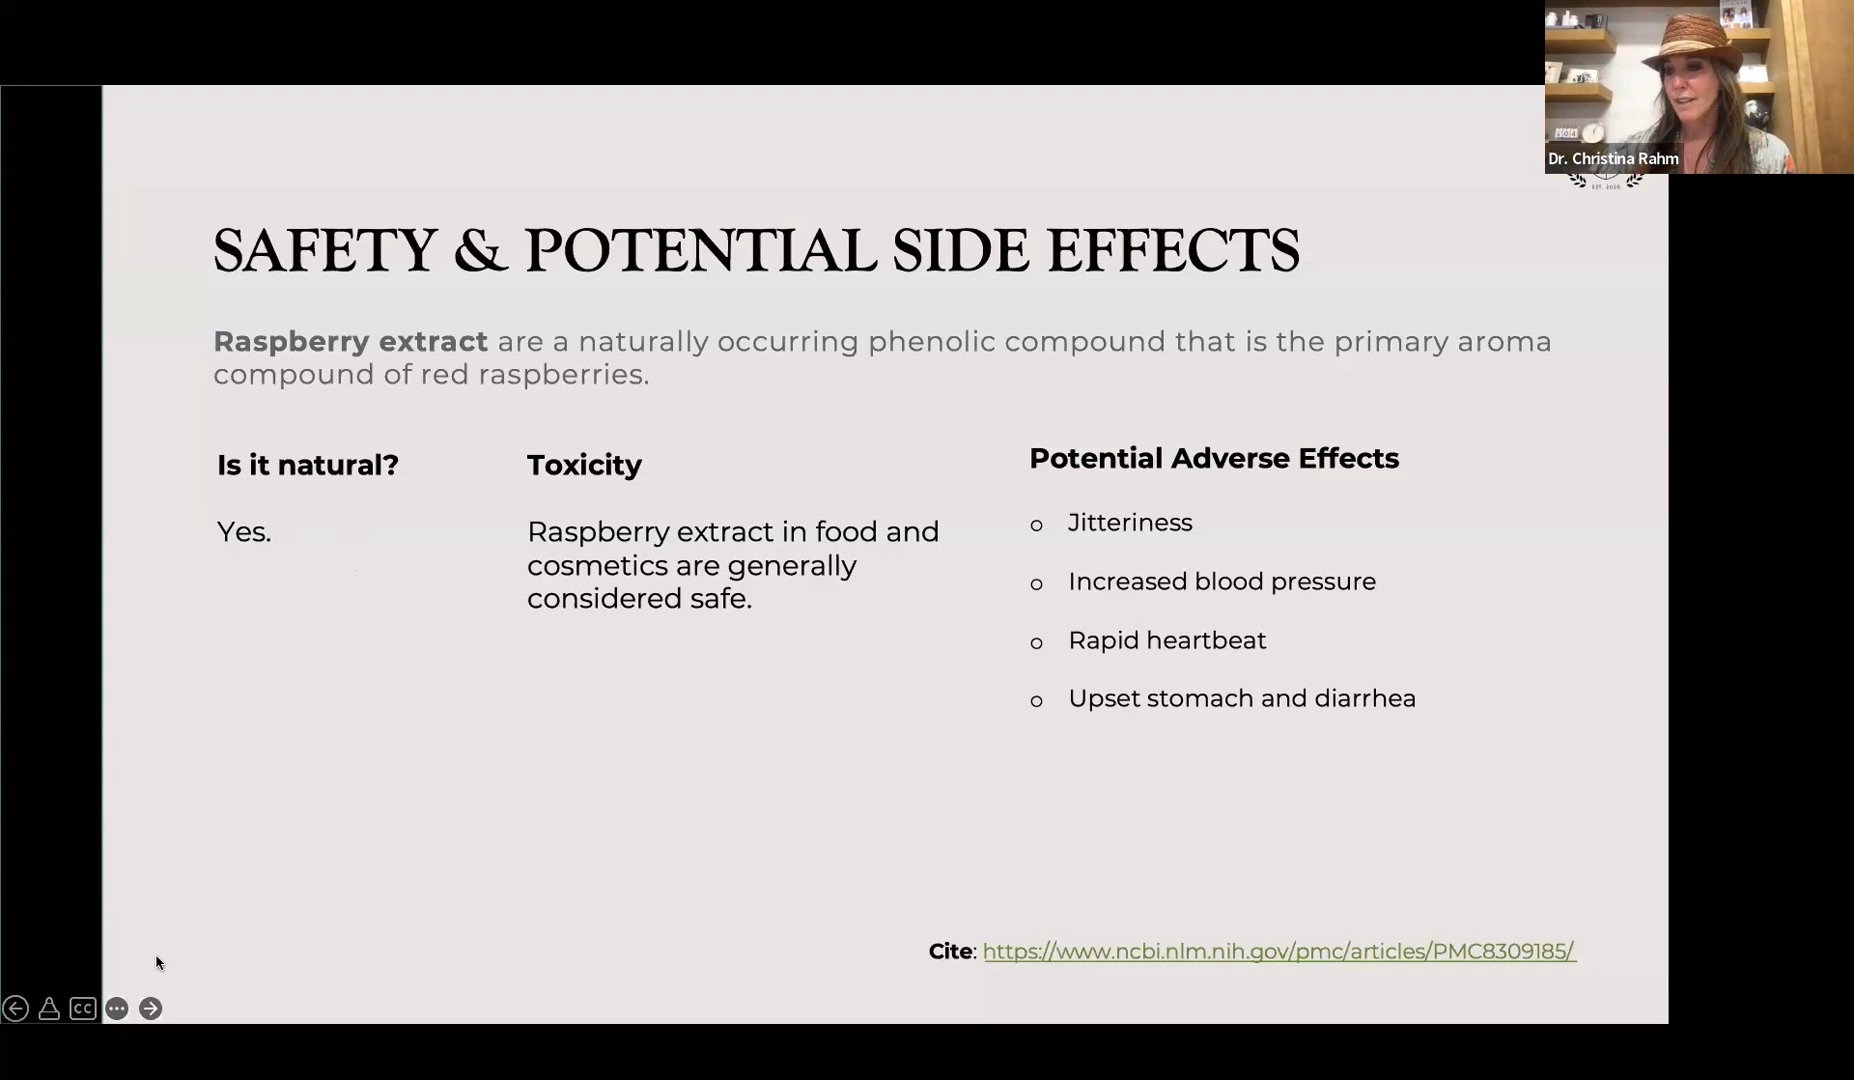 Dr. Christina Rahm
EST. 2020
SAFETY & POTENTIAL SIDE EFFECTS
Raspberry extract are a naturally occurring phenolic compound that is the primary aroma
compound of red raspberries.
Is it natural?
Yes.
Toxicity
Raspberry extract in food and
cosmetics are generally
considered safe.
Potential Adverse Effects
Jitteriness
Increased blood pressure
Rapid heartbeat
Upset stomach and diarrhea
Cite: https://www.ncbi.nlm.nih.gov/pmc/articles/PMC8309185/
CC